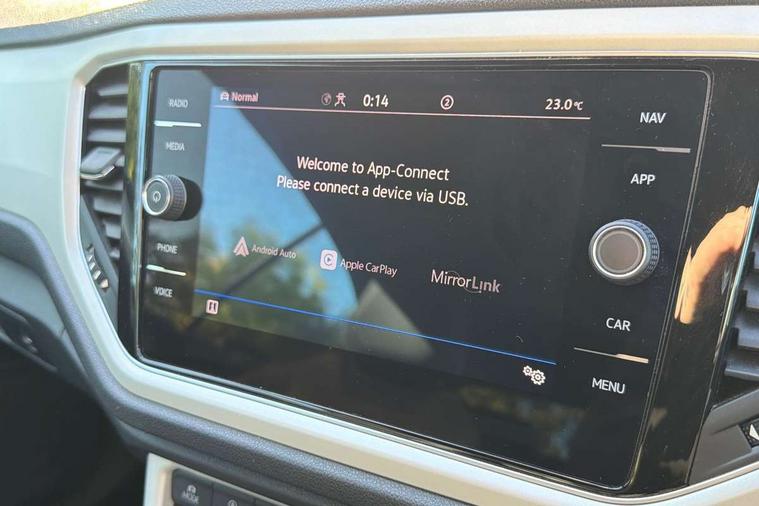 RADIO
MEDIA
PHONE
VOICE
Normal
0:14
2
23.0°C
Welcome to App-Connect
Please connect a device via USB.
Android Auto
Apple CarPlay
MirrorLink
NAV
APP
CAR
MENU
MODE